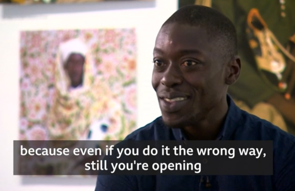 because even if you do it the wrong way,
still you're opening